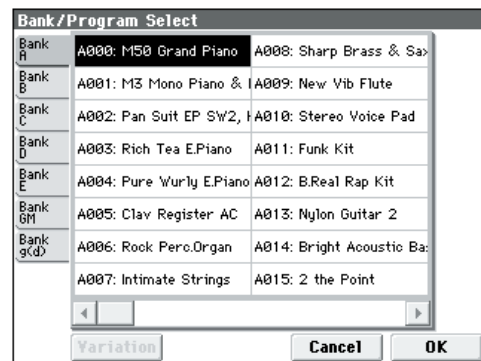 Bank/Program Select
Bank A
Bank B
Bank C
Bank D
Bank E
Bank GM
Bank g(d)
A000: M50 Grand Piano
A001: M3 Mono Piano &
A002: Pan Suit EP SW2,
A003: Rich Tea E.Piano
A004: Pure Wurly E.Piano
A005: Clav Register AC
A006: Rock Perc.Organ
A007: Intimate Strings
A008: Sharp Brass & Sax
A009: New Vib Flute
A010: Stereo Voice Pad
A011: Funk Kit
A012: B.Real Rap Kit
A013: Nylon Guitar 2
A014: Bright Acoustic Ba
A015: 2 the Point
Variation
Cancel
OK